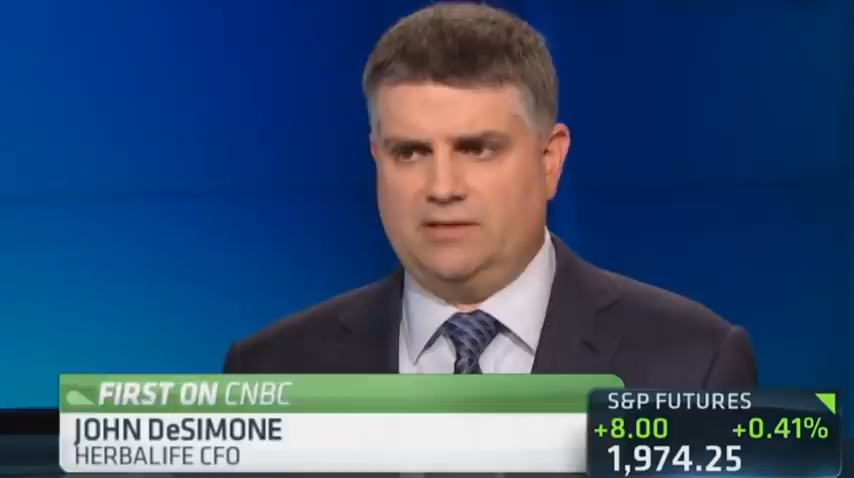 FIRST ON CNBC
JOHN DeSIMONE
HERBALIFE CFO
S&P FUTURES
+8.00 +0.41%
1,974.25